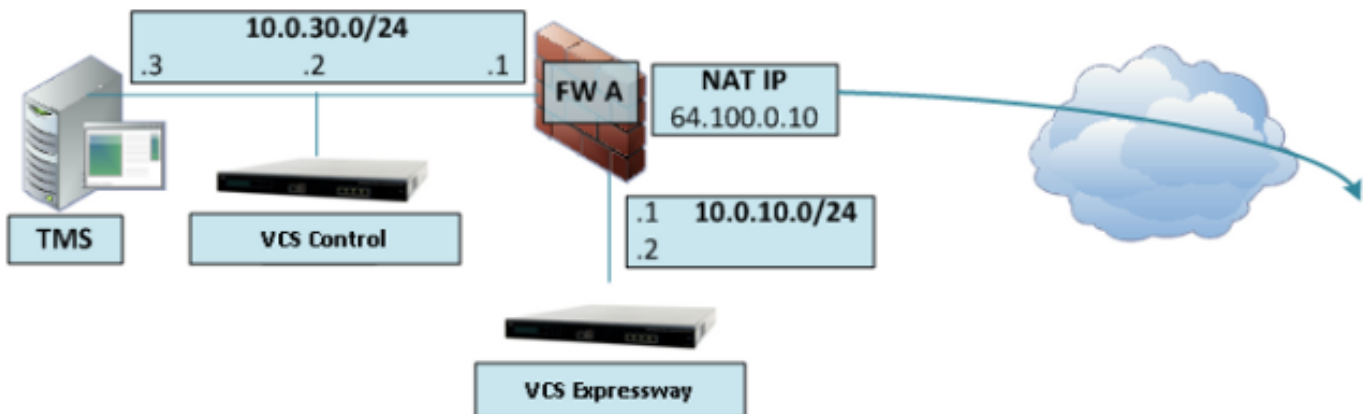 10.0.30.0/24
.3 .2 .1
FW A
NAT IP
64.100.0.10
TMS
VCS Control
.1 10.0.10.0/24
.2
VCS Expressway